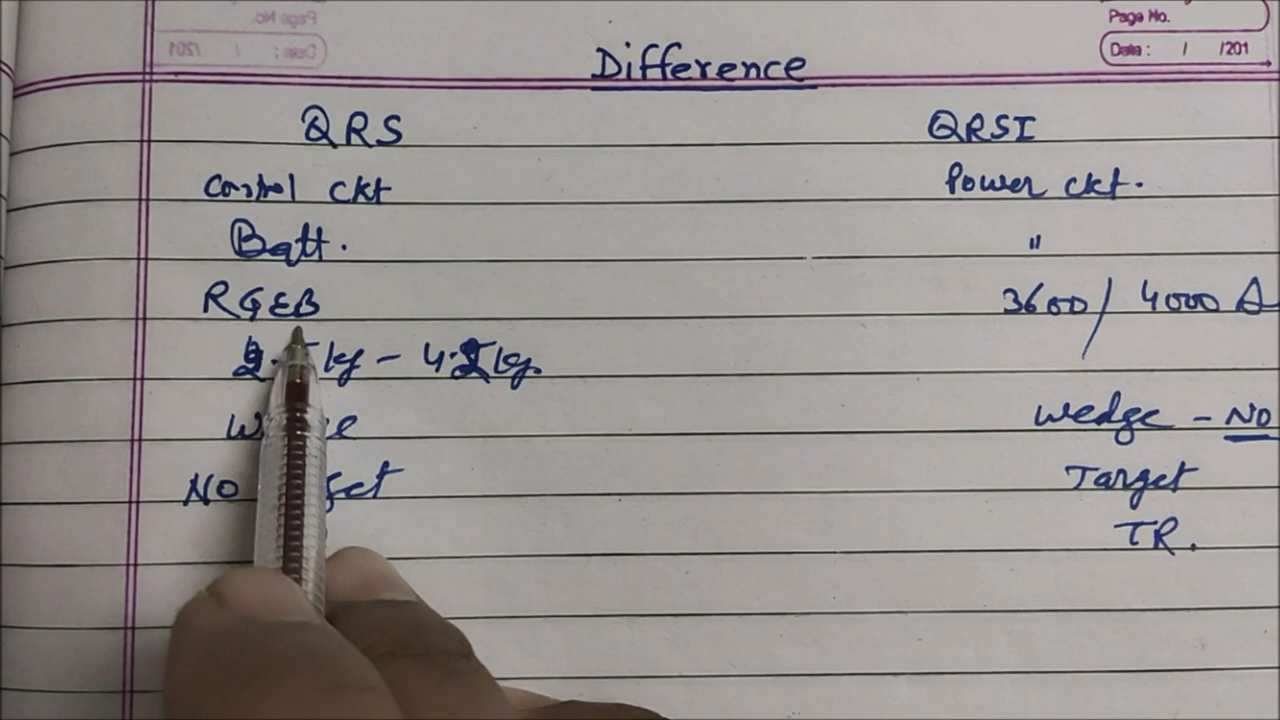 Page No.
Date : / /201
Difference
QRS QRSI
Control ckt Power ckt.
Batt. "
RGEB 3600/4000 A
kg - 4.5 kg.
Wedge - NO
NO Target
TR.